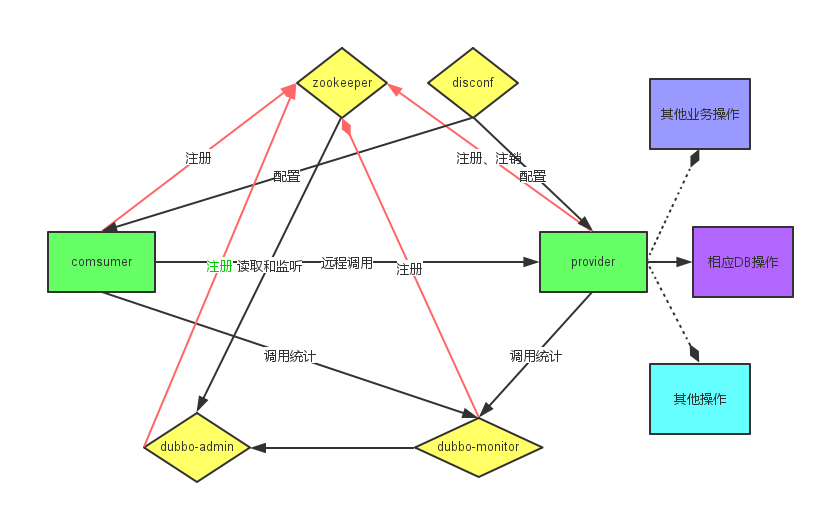 zookeeper
disconf
其他业务操作
注册
注册、注销
配置
配置
comsumer
注册
读取和监听
远程调用
注册
provider
相应DB操作
调用统计
调用统计
其他操作
dubbo-admin
dubbo-monitor